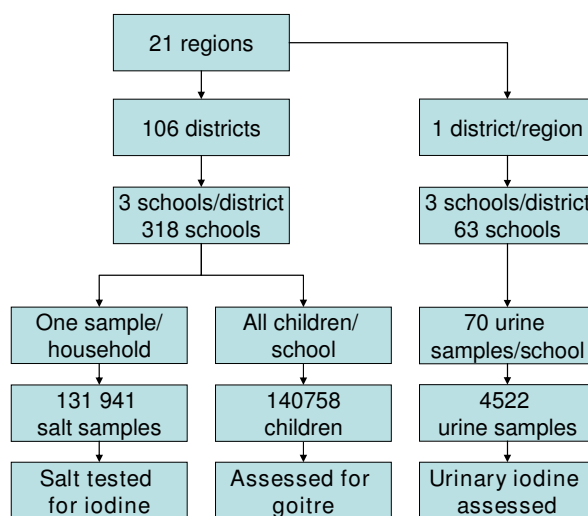 21 regions
106 districts
1 district/region
3 schools/district
318 schools
3 schools/district
63 schools
One sample/
household
All children/
school
70 urine
samples/school
131 941
salt samples
140758
children
4522
urine samples
Salt tested
for iodine
Assessed for
goitre
Urinary iodine
assessed